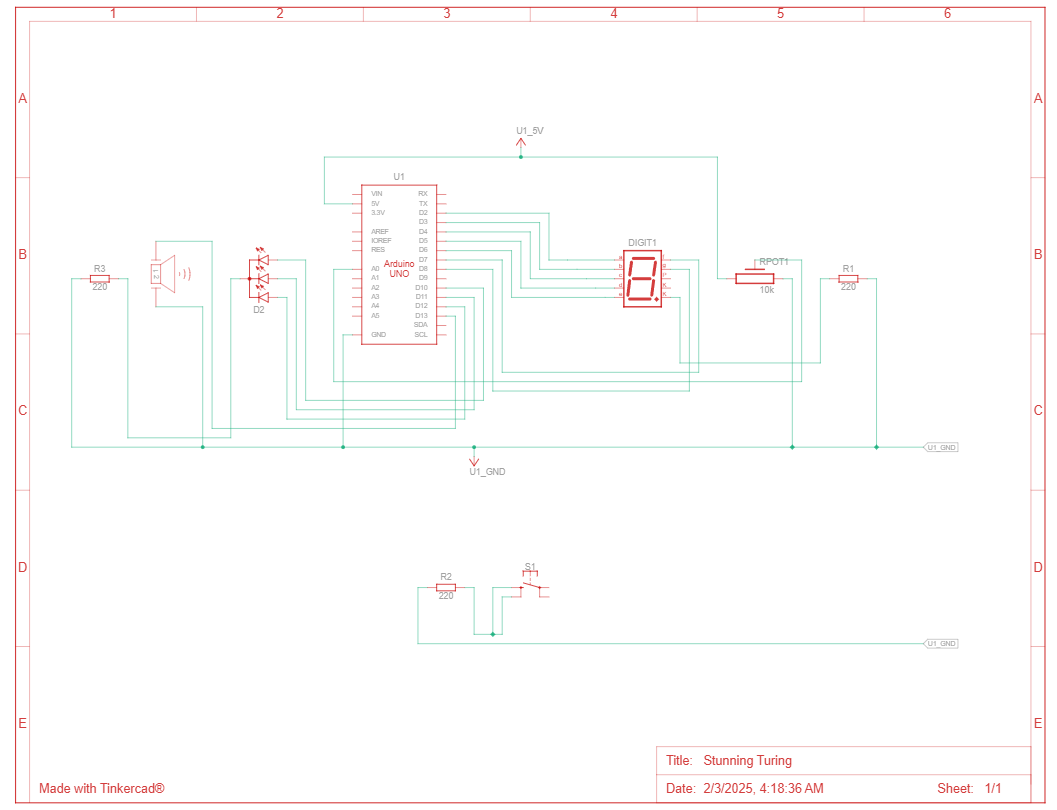 1 2 3 4 5 6
A A
U1_5V
U1
VIN RX
5V TX
3.3V D2
D3
AREF D4
IOREF D5
RES D6
D7
A0 D8
A1 D9
A2 D10
A3 D11
A4 D12
A5 D13
SDA
GND SCL
Arduino
UNO
B B
DIGIT1
RPOT1
10k
R1
220
R3
220
D2
C C
U1_GND
U1_GND
D D
R2
220
S1
U1_GND
E E
Title: Stunning Turing
Made with Tinkercad®
Date: 2/3/2025, 4:18:36 AM
Sheet: 1/1